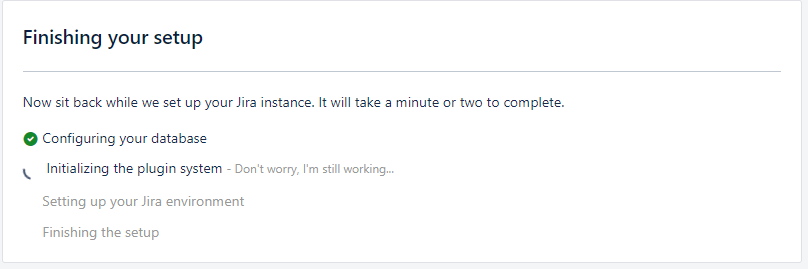 Finishing your setup
Now sit back while we set up your Jira instance. It will take a minute or two to complete.
Configuring your database
Initializing the plugin system - Don't worry, I'm still working...
Setting up your Jira environment
Finishing the setup